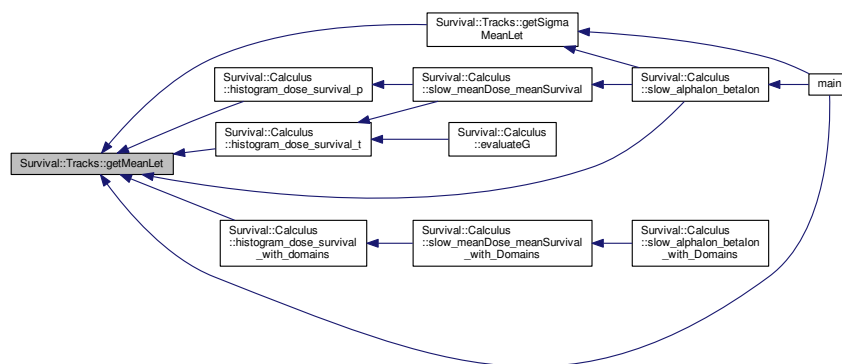 Survival::Tracks::getSigma
MeanLet
Survival::Calculus
::histogram_dose_survival_p
Survival::Calculus
::slow_meanDose_meanSurvival
Survival::Calculus
::slow_alphaIon_betaIon
main
Survival::Calculus
::histogram_dose_survival_t
Survival::Calculus
::evaluateG
Survival::Tracks::getMeanLet
Survival::Calculus
::histogram_dose_survival
_with_domains
Survival::Calculus
::slow_meanDose_meanSurvival
_with_Domains
Survival::Calculus
::slow_alphaIon_betaIon
_with_Domains